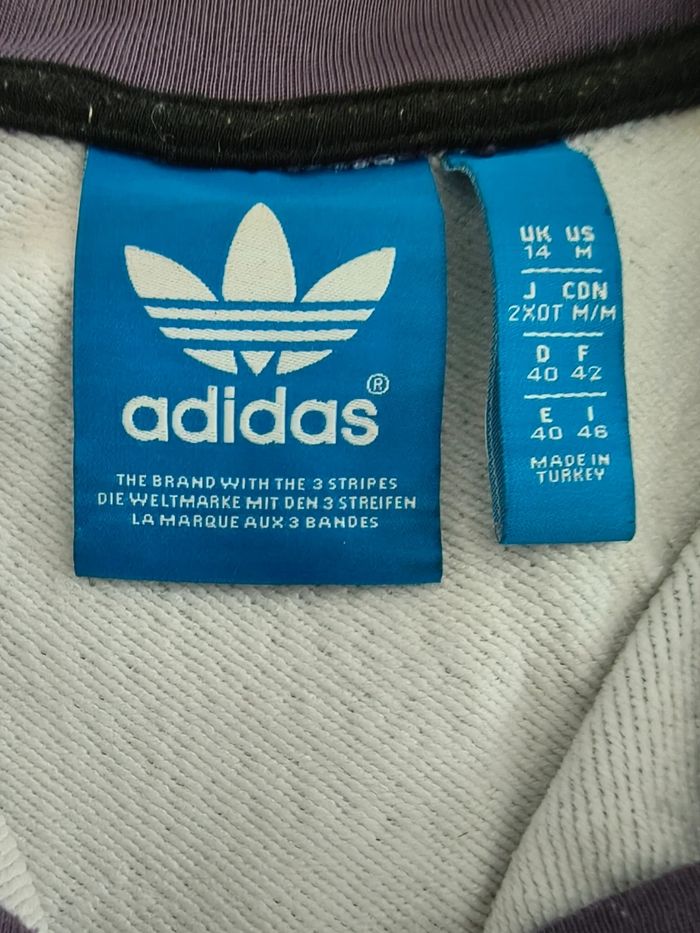 adidas®
THE BRAND WITH THE 3 STRIPES
DIE WELTMARKE MIT DEN 3 STREIFEN
LA MARQUE AUX 3 BANDES
UK US
14 M
J CDN
2XOT M/M
D F
40 42
E I
40 46
MADE IN
TURKEY